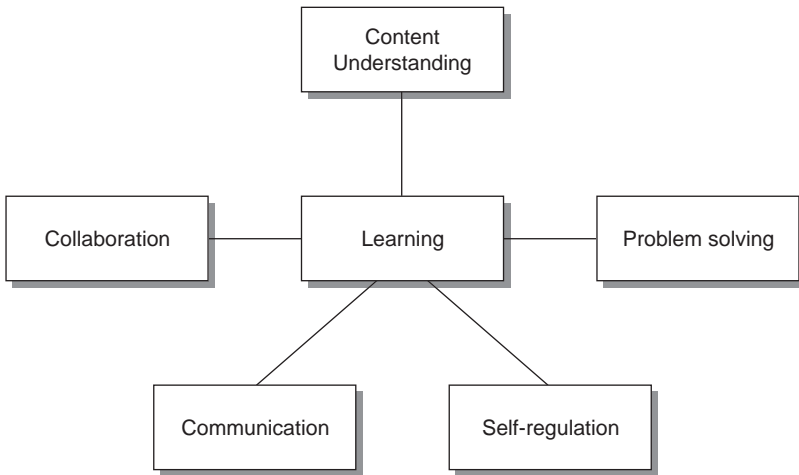 Content
Understanding
Collaboration
Learning
Problem solving
Communication
Self-regulation